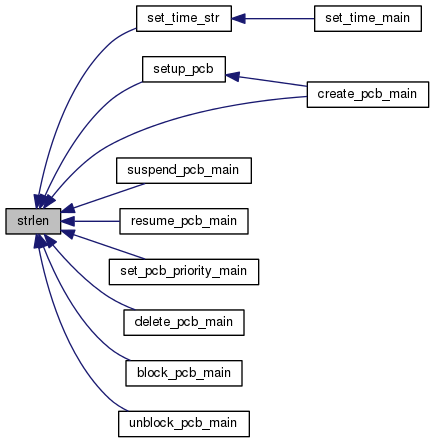 set_time_str
set_time_main
setup_pcb
create_pcb_main
suspend_pcb_main
strlen
resume_pcb_main
set_pcb_priority_main
delete_pcb_main
block_pcb_main
unblock_pcb_main